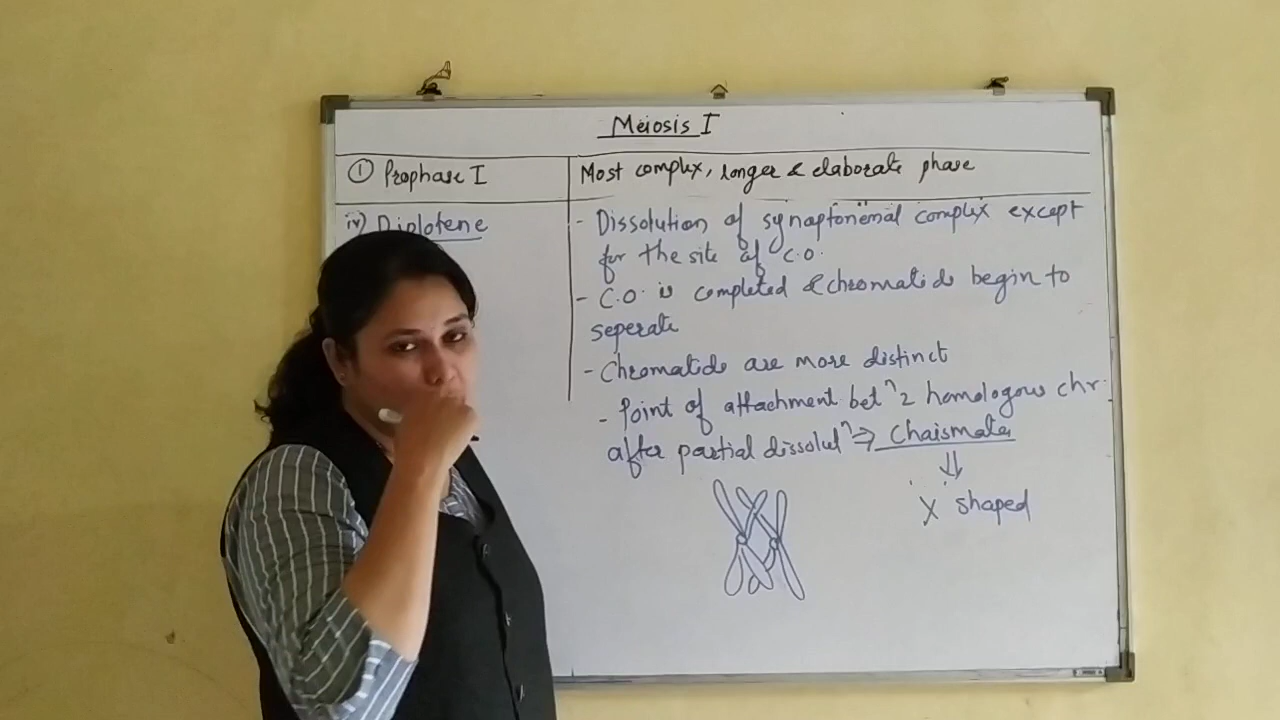 Meiosis I
① Prophase I
Most complex, longer & elaborate phase
iv) Diplotene
- Dissolution of synaptonemal complex except
for the site of C.O.
- C.O. is completed & chromatids begin to
seperate
- Chromatids are more distinct
- Point of attachment betⁿ 2 homologous chr.
after partial dissolutⁿ ⇒ Chaismata
⇓
'X' shaped